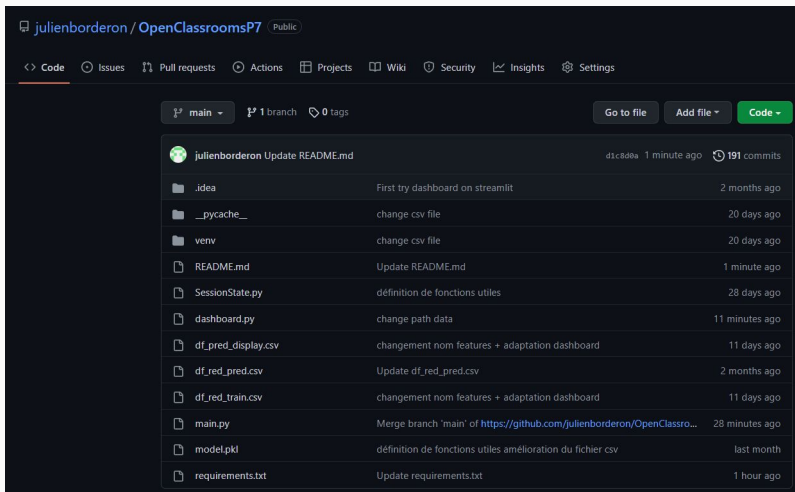 julienborderon / OpenClassroomsP7 Public
<> Code Issues Pull requests Actions Projects Wiki Security Insights Settings
main 1 branch 0 tags Go to file Add file Code
julienborderon Update README.md d1c8d0a 1 minute ago 191 commits
.idea First try dashboard on streamlit 2 months ago
__pycache__ change csv file 20 days ago
venv change csv file 20 days ago
README.md Update README.md 1 minute ago
SessionState.py définition de fonctions utiles 28 days ago
dashboard.py change path data 11 minutes ago
df_pred_display.csv changement nom features + adaptation dashboard 11 days ago
df_red_pred.csv Update df_red_pred.csv 2 months ago
df_red_train.csv changement nom features + adaptation dashboard 11 days ago
main.py Merge branch 'main' of https://github.com/julienborderon/OpenClassro... 28 minutes ago
model.pkl définition de fonctions utiles amélioration du fichier csv last month
requirements.txt Update requirements.txt 1 hour ago